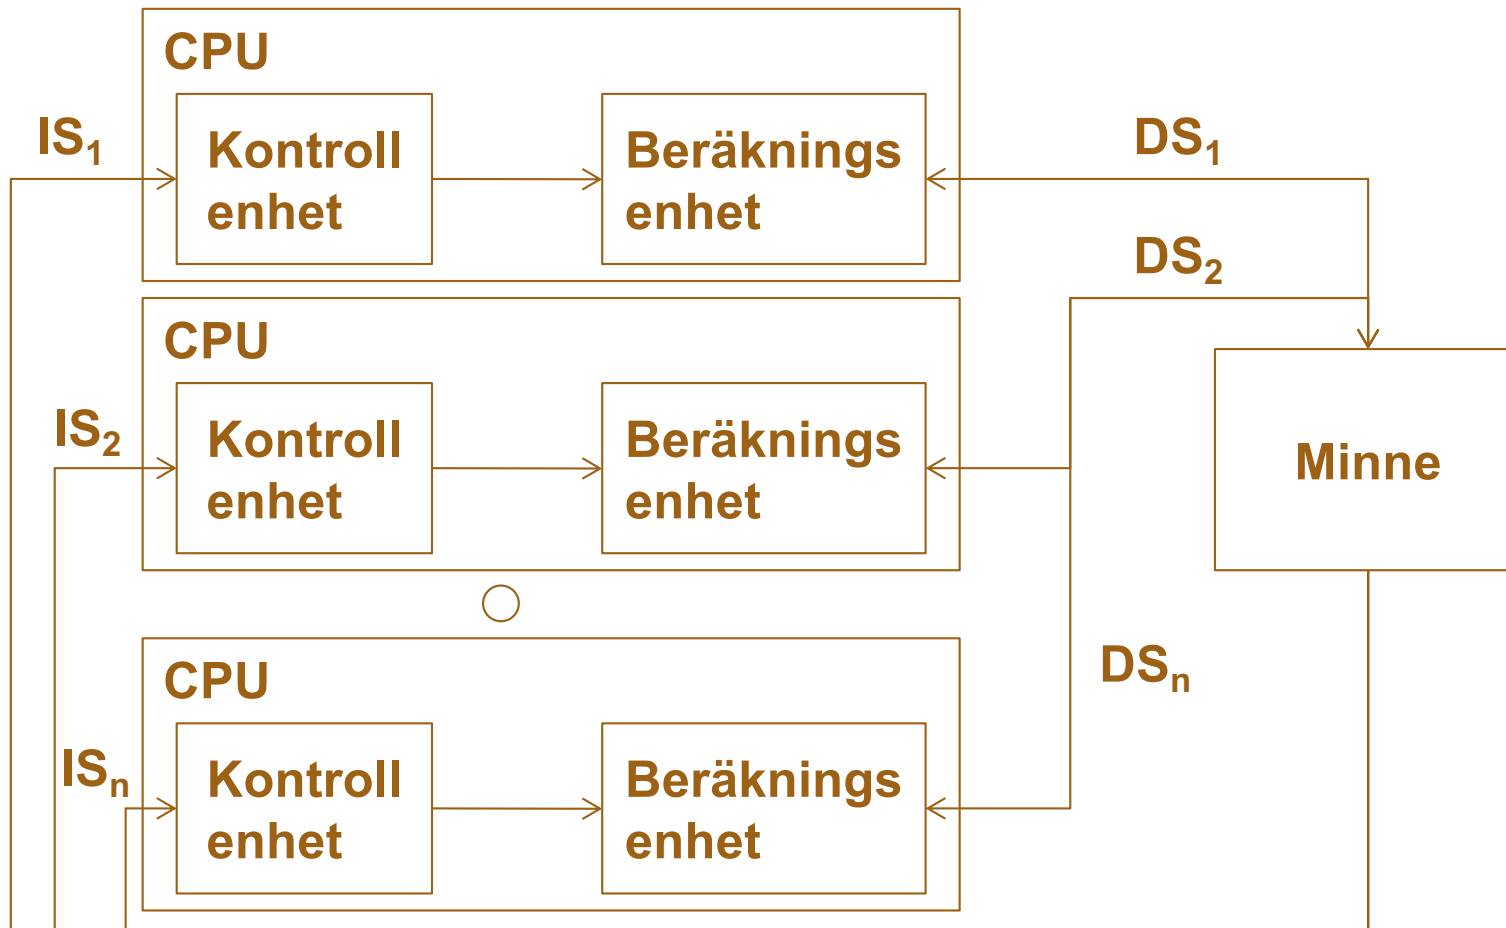 CPU
IS₁
Kontroll
enhet
Beräknings
enhet
DS₁
DS₂
CPU
IS₂
Kontroll
enhet
Beräknings
enhet
Minne
CPU
DSₙ
ISₙ
Kontroll
enhet
Beräknings
enhet